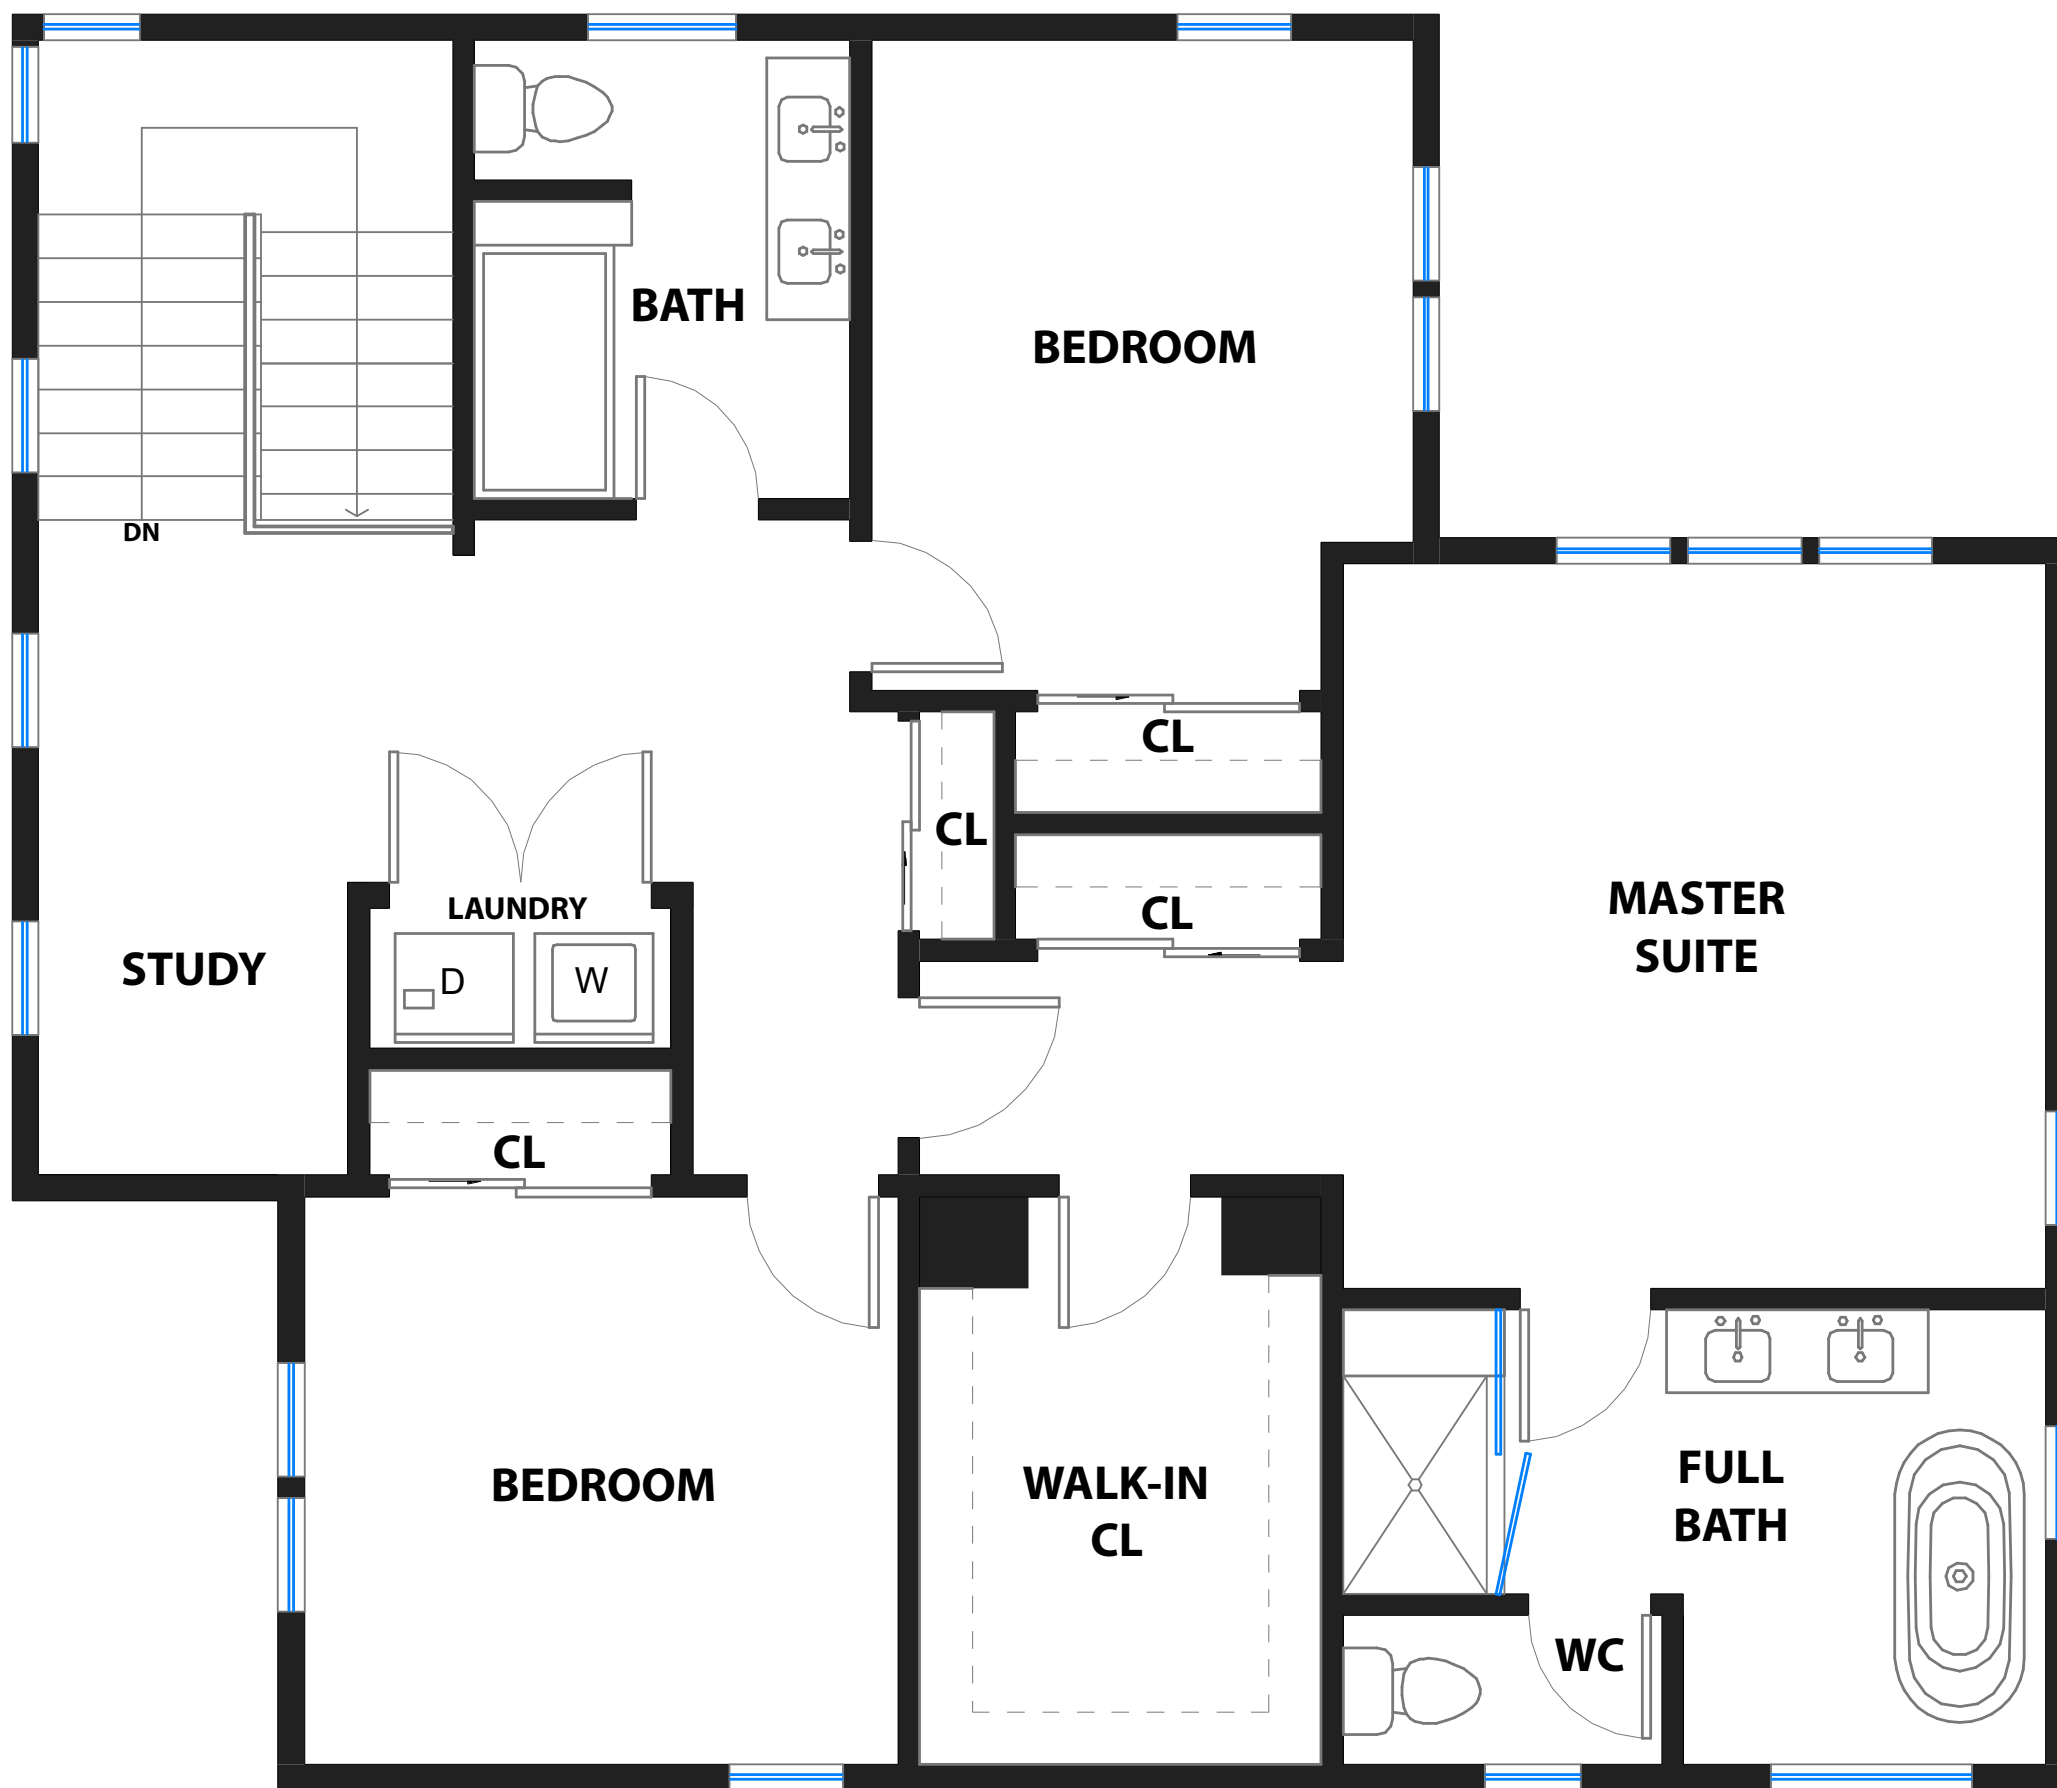 BATH
BEDROOM
DN
CL
CL
CL
MASTER
SUITE
LAUNDRY
STUDY
D
W
CL
BEDROOM
WALK-IN
CL
FULL
BATH
WC